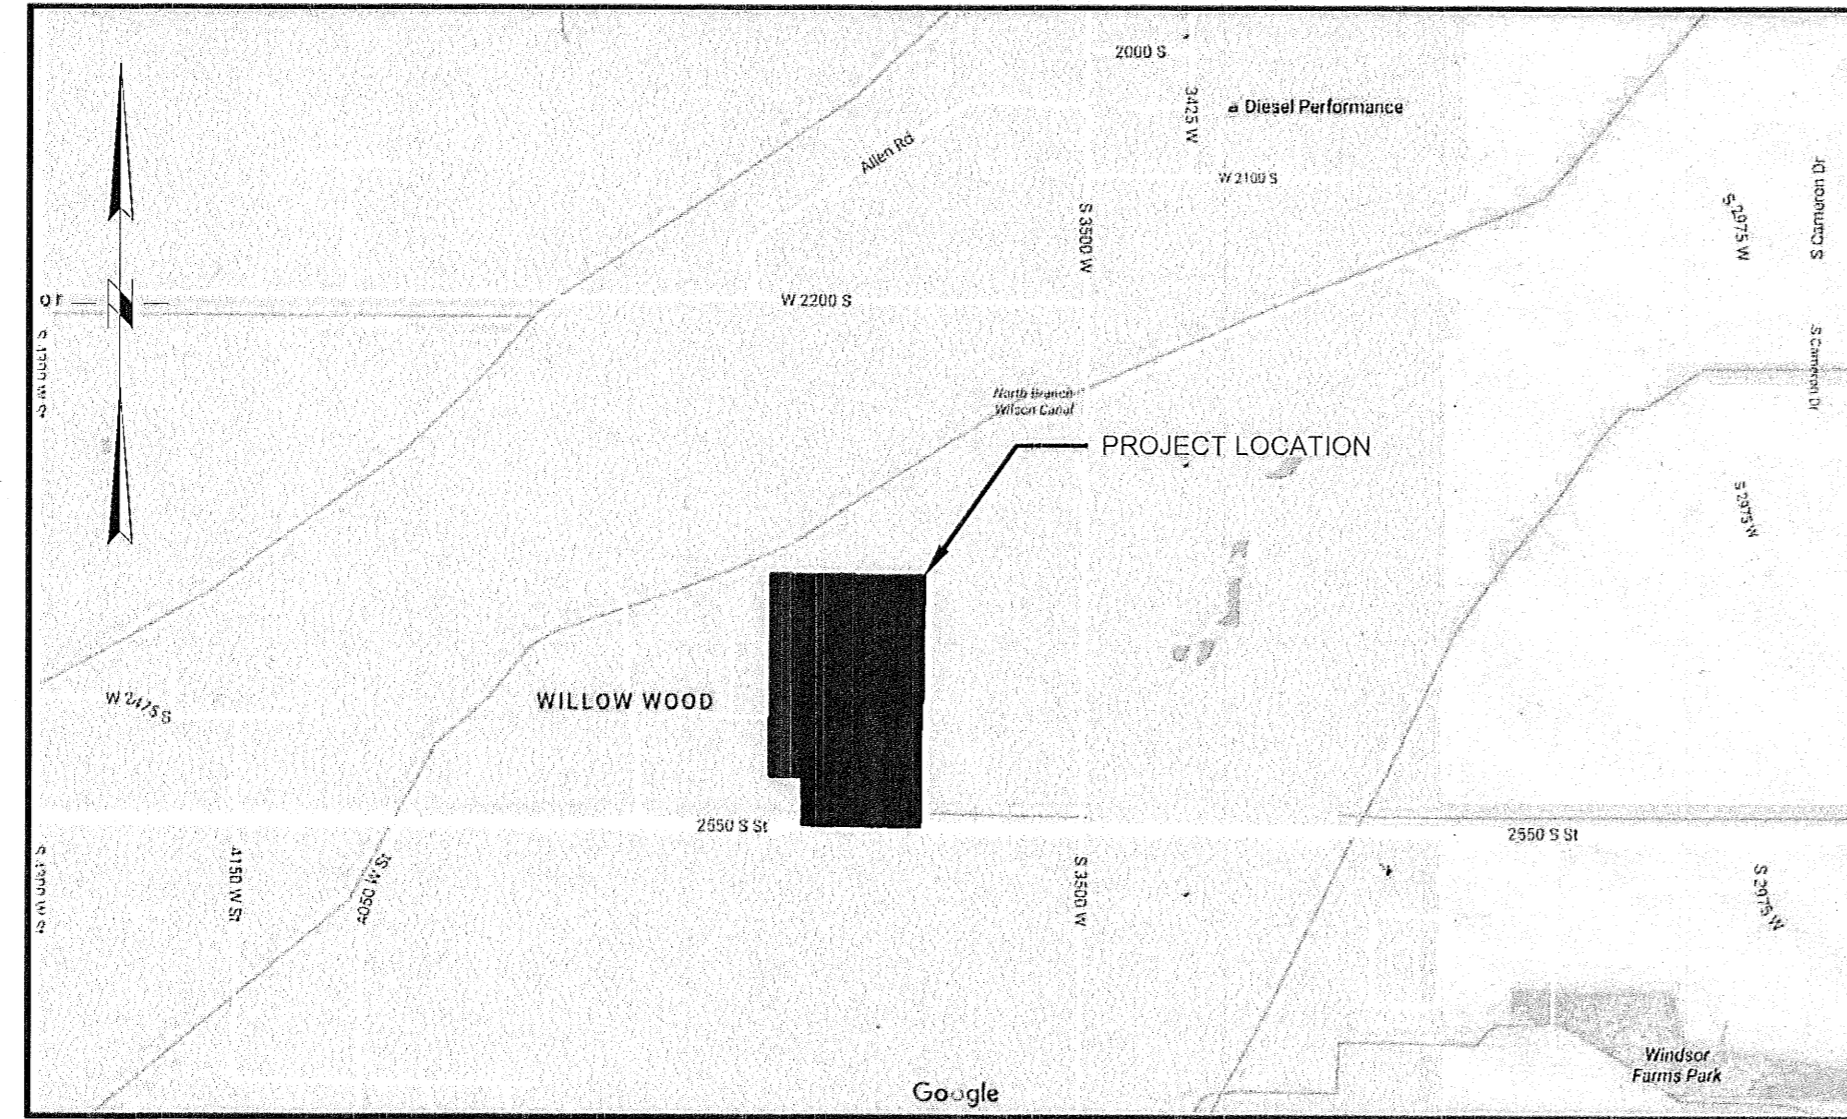 2000 S
3425 W
a Diesel Performance
Allen Rd
W 2100 S
S Cameron Dr
S 2975 W
S 3500 W
N
W 2200 S
S Cameron Dr
North Branch
Wilson Canal
PROJECT LOCATION
S 2975 W
WILLOW WOOD
W 2475 S
2550 S St
2550 S St
4150 W St
4050 W St
S 3500 W
S 2975 W
Windsor
Farms Park
Google